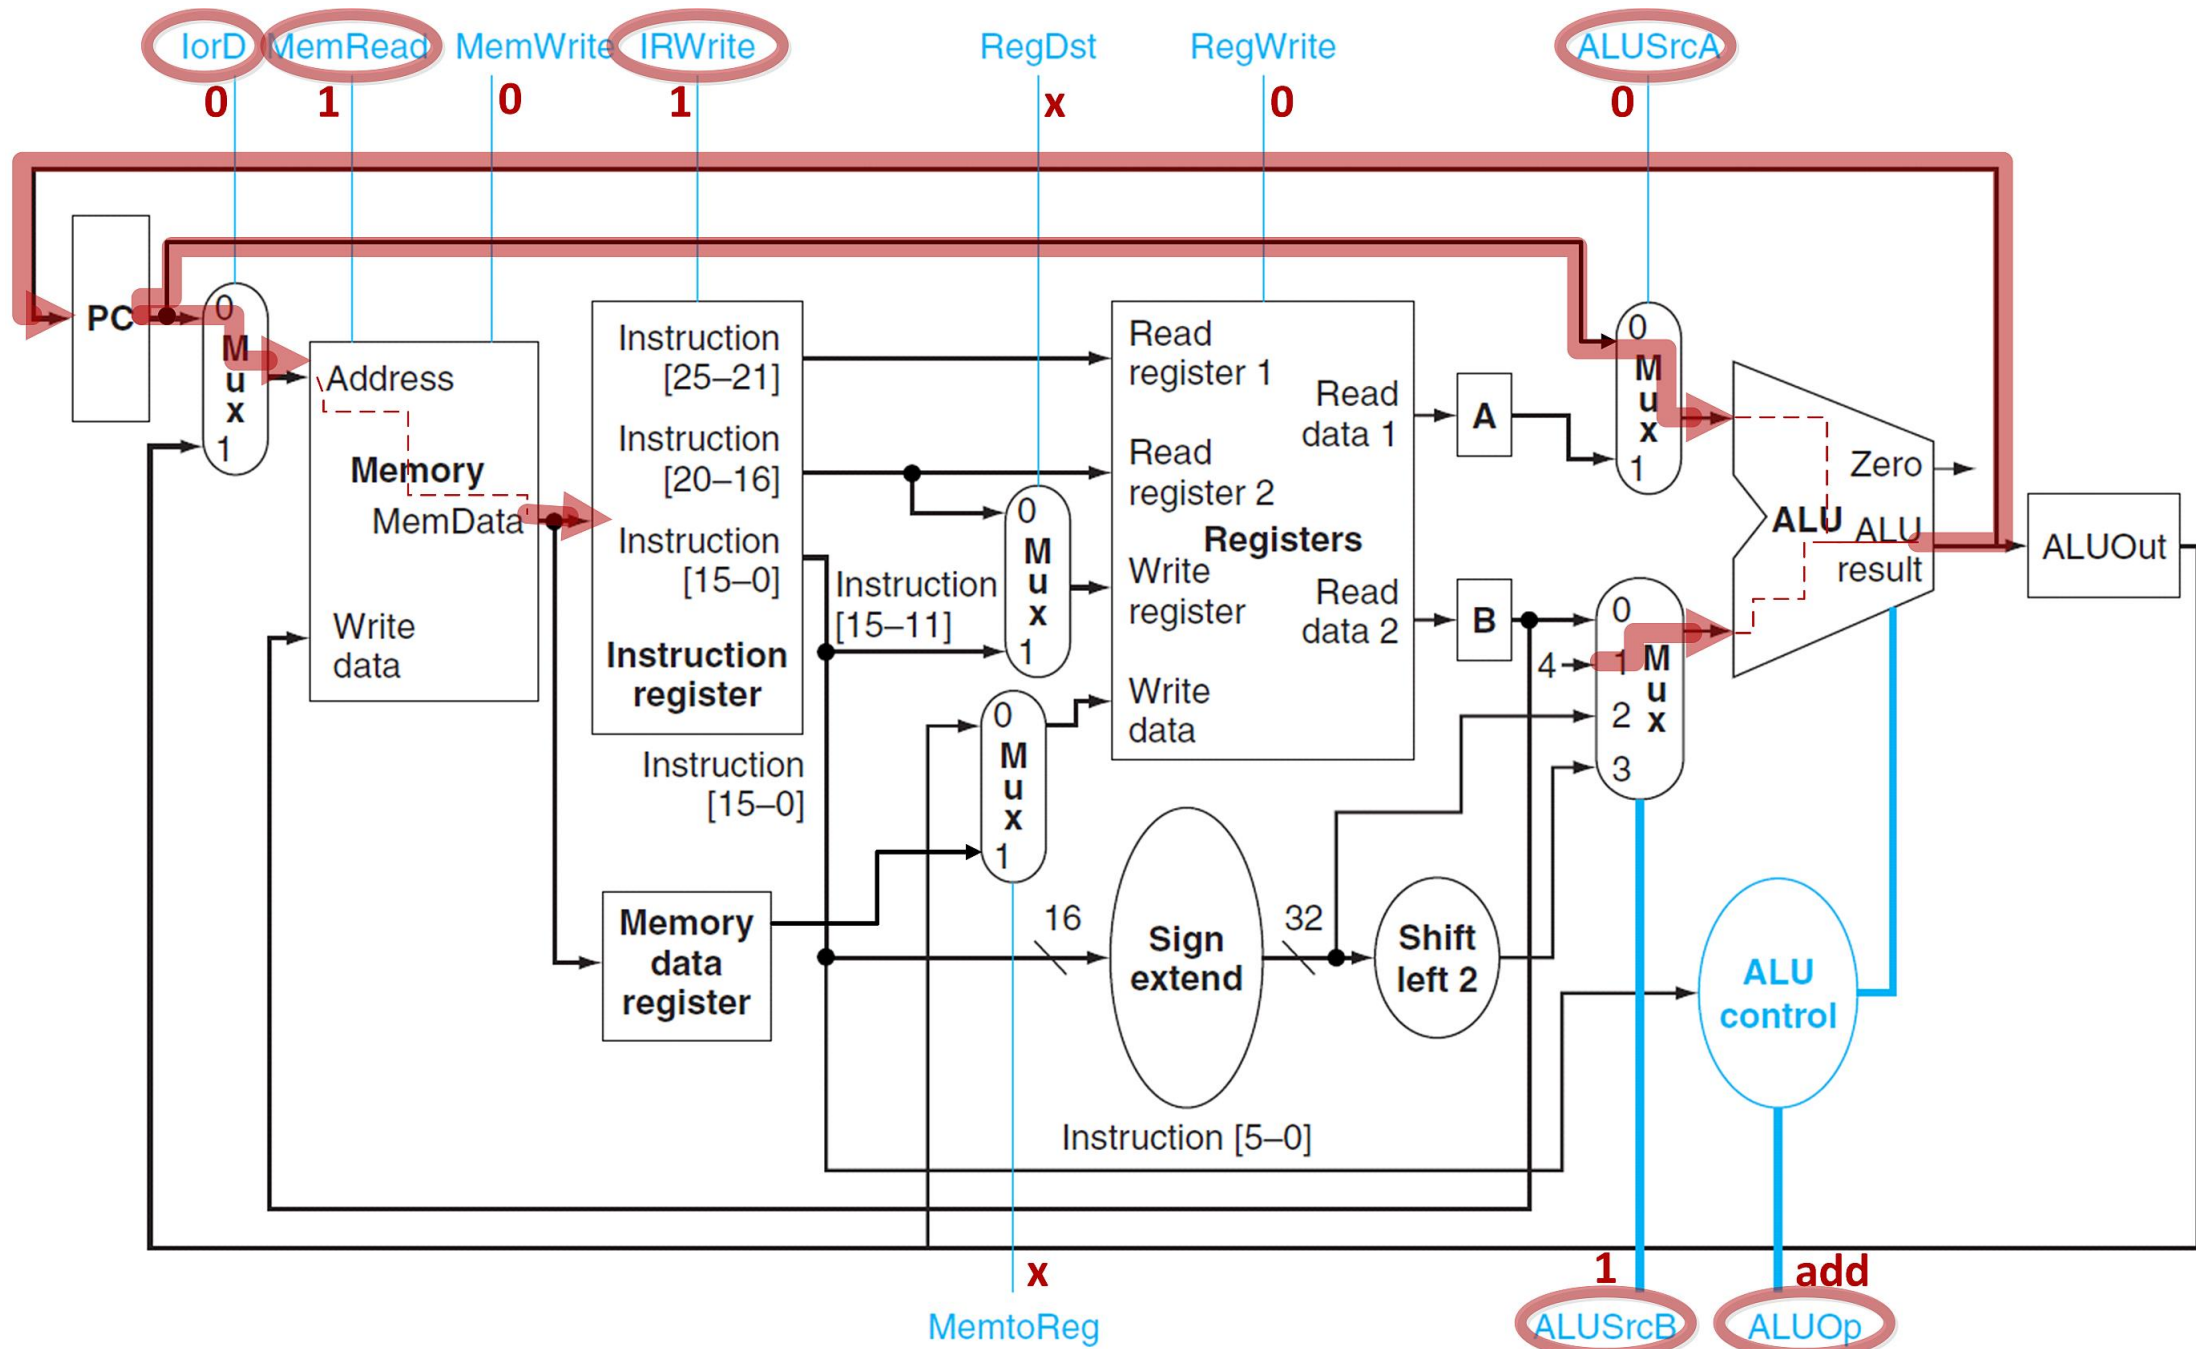 IorD MemRead MemWrite IRWrite RegDst RegWrite ALUSrcA
0 1 0 1 x 0 0
PC
0
M
u
x
1
Address
Memory
MemData
Write
data
Instruction
[25–21]
Instruction
[20–16]
Instruction
[15–0]
Instruction
register
Instruction
[15–0]
Instruction
[15–11]
Memory
data
register
0
M
u
x
1
0
M
u
x
1
Read
register 1
Read
register 2
Registers
Write
register
Write
data
Read
data 1
Read
data 2
A
B
4
0
M
u
x
1
0
1 M
u
2 x
3
Zero
ALU
ALU
result
ALUOut
16
Sign
extend
32
Shift
left 2
ALU
control
Instruction [5–0]
x 1 add
MemtoReg ALUSrcB ALUOp